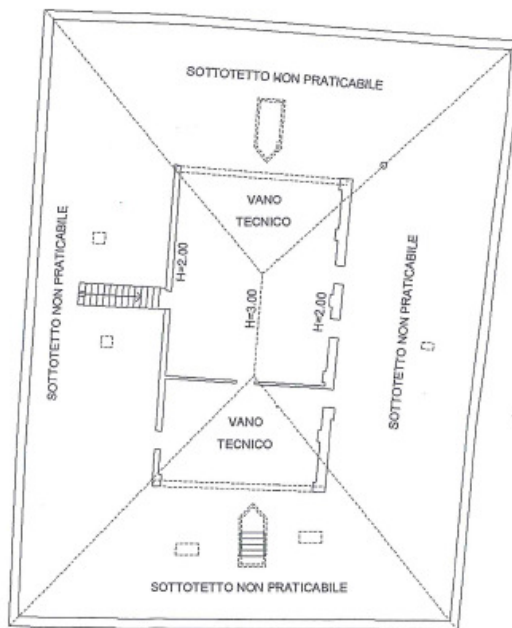 SOTTOTETTO NON PRATICABILE
VANO
TECNICO
SOTTOTETTO NON PRATICABILE
H=2.00
H=3.00
H=2.00
SOTTOTETTO NON PRATICABILE
VANO
TECNICO
SOTTOTETTO NON PRATICABILE